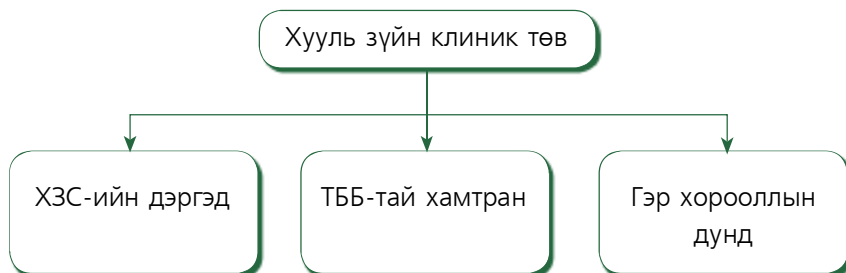 Хууль зүйн клиник төв
ХЗС-ийн дэргэд
ТББ-тай хамтран
Гэр хорооллын
дунд